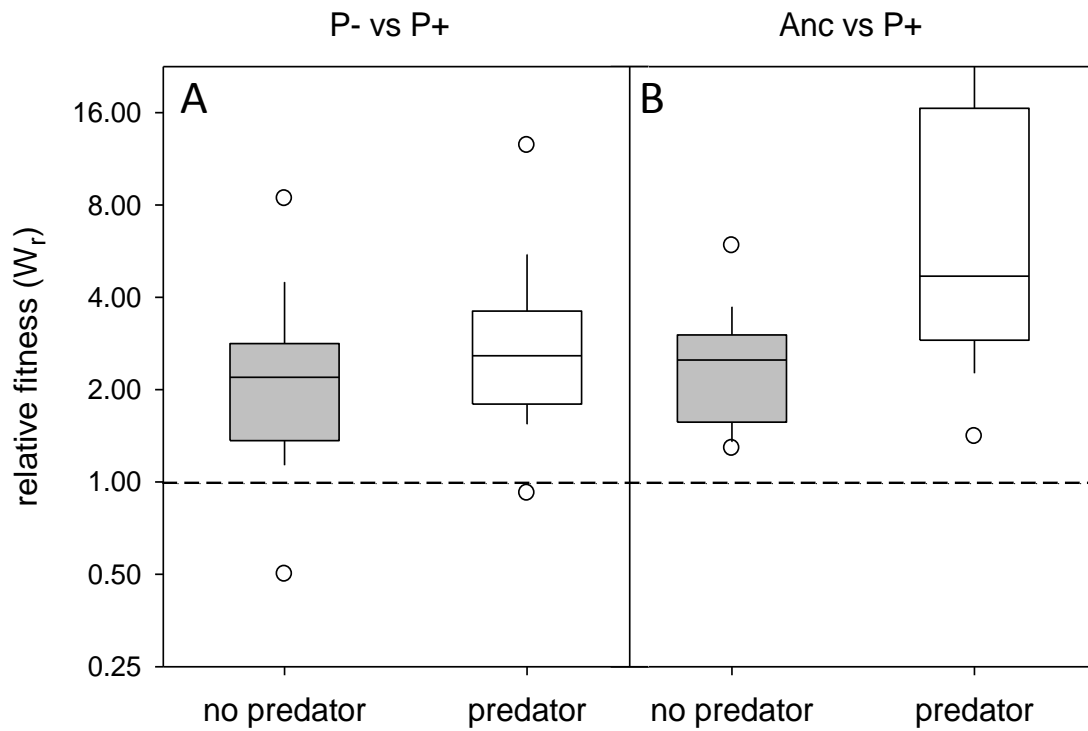 P- vs P+
Anc vs P+
A
B
16.00
8.00
4.00
2.00
1.00
0.50
0.25
relative fitness (Wr)
no predator
predator
no predator
predator